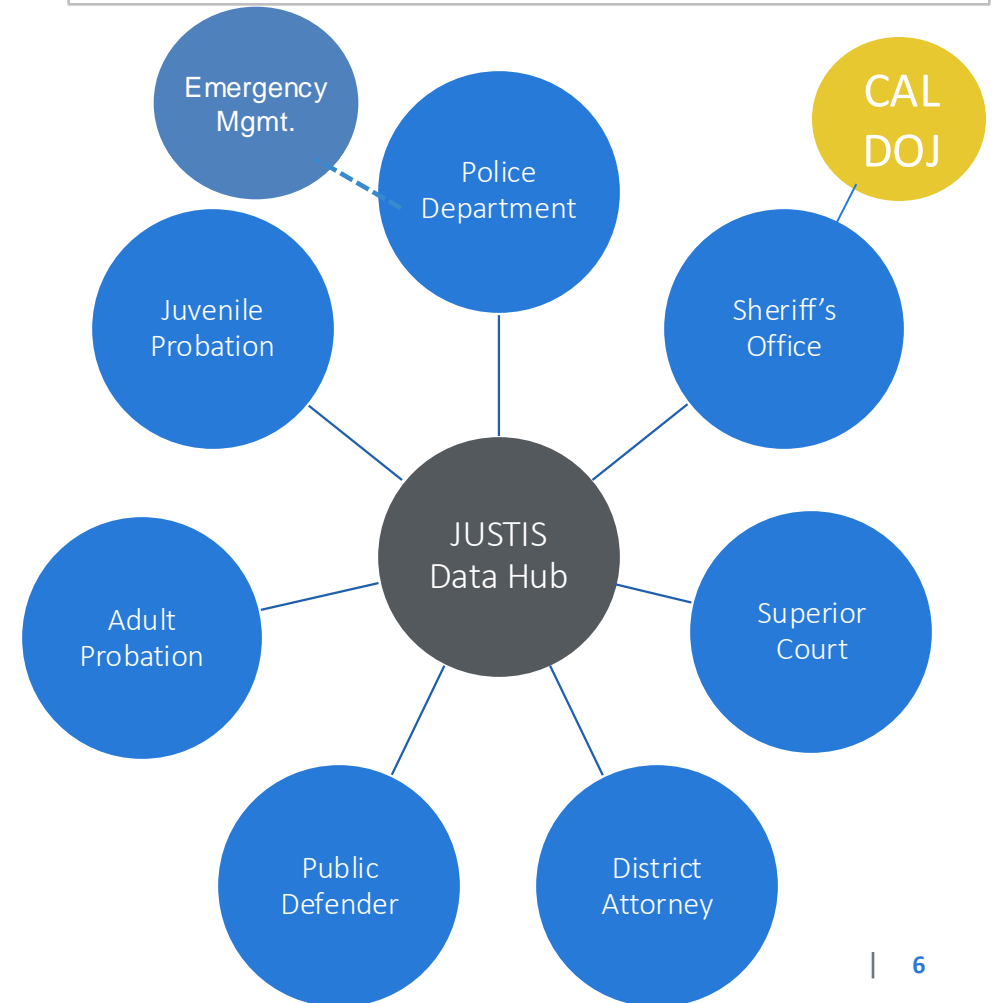 Emergency
Mgmt.
CAL
DOJ
Police
Department
Juvenile
Probation
Sheriff’s
Office
JUSTIS
Data Hub
Adult
Probation
Superior
Court
Public
Defender
District
Attorney
| 6